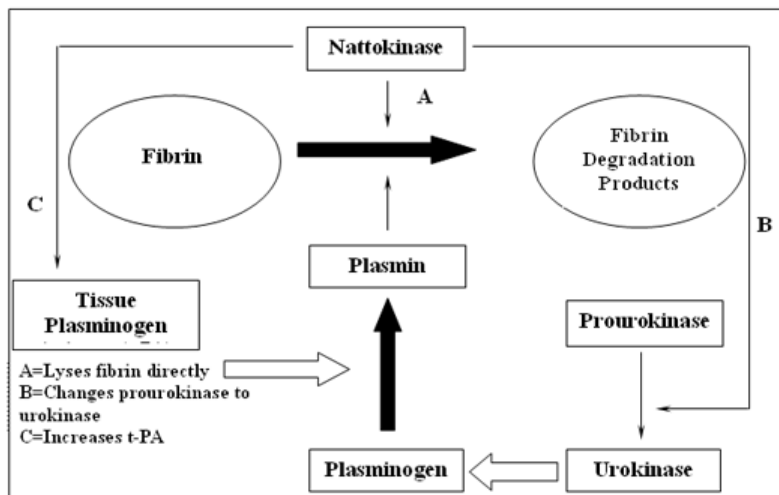 Nattokinase
A
Fibrin
Fibrin
Degradation
Products
C
B
Plasmin
Tissue
Plasminogen
Prourokinase
A=Lyses fibrin directly
B=Changes prourokinase to
urokinase
C=Increases t-PA
Plasminogen
Urokinase